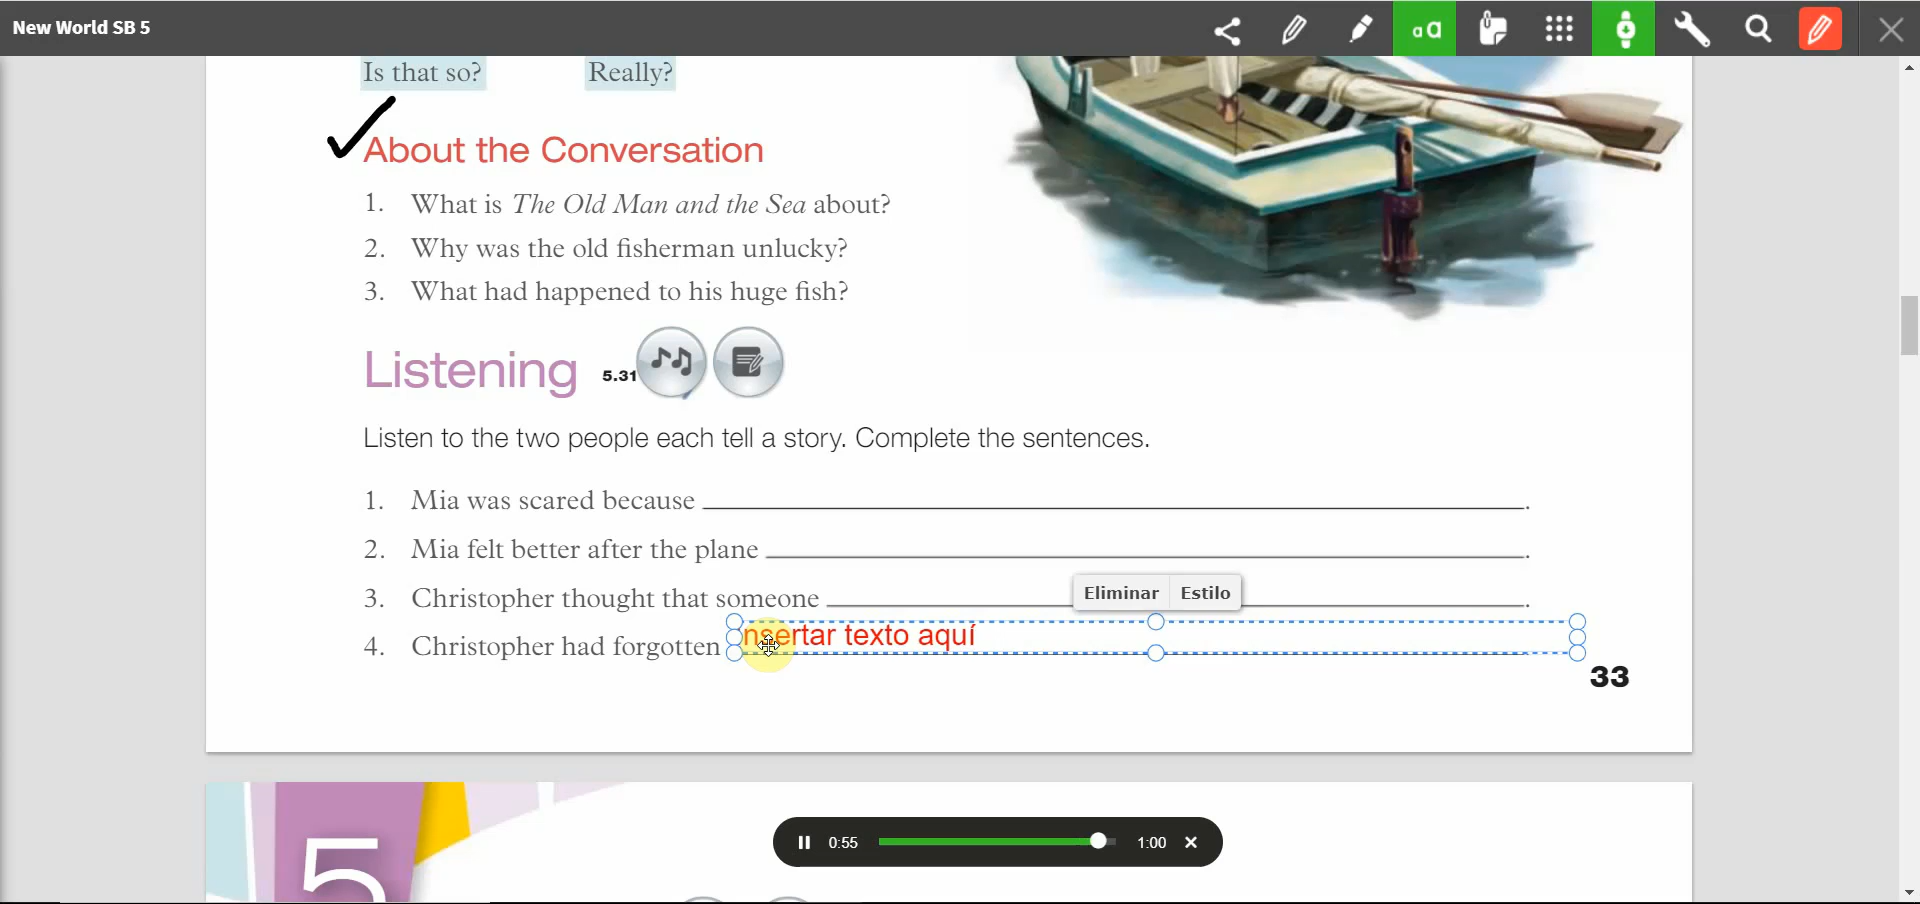 New World SB 5
aa
Is that so? Really?
About the Conversation
1. What is The Old Man and the Sea about?
2. Why was the old fisherman unlucky?
3. What had happened to his huge fish?
Listening 5.31
Listen to the two people each tell a story. Complete the sentences.
1. Mia was scared because ______.
2. Mia felt better after the plane ______.
3. Christopher thought that someone ______.
Eliminar Estilo
4. Christopher had forgotten nsertar texto aquí
33
5
0:55 1:00